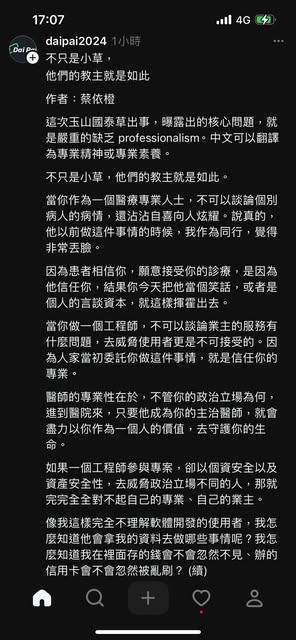 17:07
4G
daipai2024 1小時
Dai Pai
不只是小草，
他們的教主就是如此
作者：蔡依橙
這次玉山國泰草出事，曝露出的核心問題，就
是嚴重的缺乏 professionalism。中文可以翻譯
為專業精神或專業素養。
不只是小草，他們的教主就是如此。
當你作為一個醫療專業人士，不可以談論個別
病人的病情，還沾沾自喜向人炫耀。說真的，
他以前做這件事情的時候，我作為同行，覺得
非常丟臉。
因為患者相信你，願意接受你的診療，是因為
他信任你，結果你今天把他當個笑話，或者是
個人的言談資本，就這樣揮霍出去。
當你做一個工程師，不可以談論業主的服務有
什麼問題，去威脅使用者更是不可接受的。因
為人家當初委託你做這件事情，就是信任你的
專業。
醫師的專業性在於，不管你的政治立場為何，
進到醫院來，只要他成為你的主治醫師，就會
盡力以你作為一個人的價值，去守護你的生
命。
如果一個工程師參與專案，卻以個資安全以及
資產安全性，去威脅政治立場不同的人，那就
完完全全對不起自己的專業、自己的業主。
像我這樣完全不理解軟體開發的使用者，我怎
麼知道他會拿我的資料去做哪些事情呢？我怎
麼知道我在裡面存的錢會不會忽然不見、辦的
信用卡會不會忽然被亂刷？ (續)